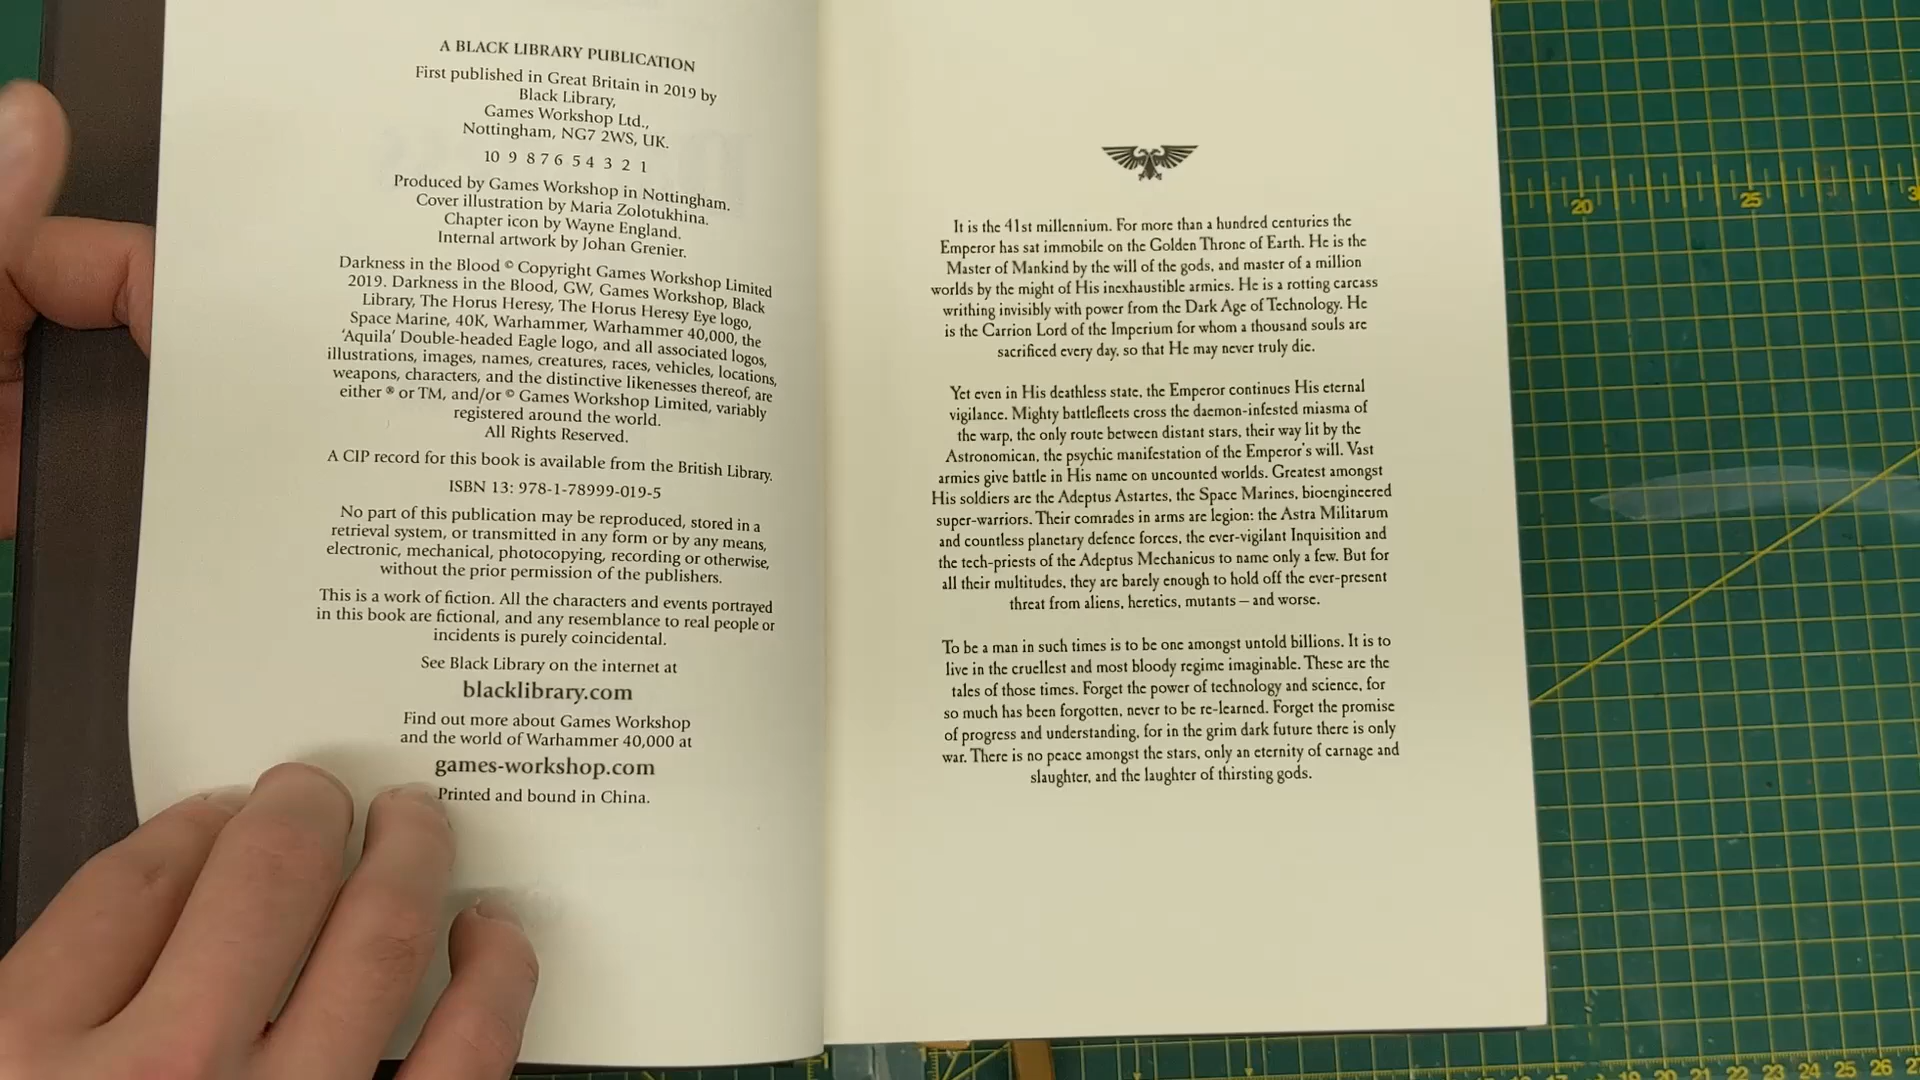 A BLACK LIBRARY PUBLICATION
First published in Great Britain in 2019 by
Black Library,
Games Workshop Ltd.,
Nottingham, NG7 2WS, UK.
10 9 8 7 6 5 4 3 2 1
Produced by Games Workshop in Nottingham.
Cover illustration by Maria Zolotukhina.
Chapter icon by Wayne England.
Internal artwork by Johan Grenier.
Darkness in the Blood © Copyright Games Workshop Limited
2019. Darkness in the Blood, GW, Games Workshop, Black
Library, The Horus Heresy, The Horus Heresy Eye logo,
Space Marine, 40K, Warhammer, Warhammer 40,000, the
‘Aquila’ Double-headed Eagle logo, and all associated logos,
illustrations, images, names, creatures, races, vehicles, locations,
weapons, characters, and the distinctive likenesses thereof, are
either ® or TM, and/or © Games Workshop Limited, variably
registered around the world.
All Rights Reserved.
A CIP record for this book is available from the British Library.
ISBN 13: 978-1-78999-019-5
No part of this publication may be reproduced, stored in a
retrieval system, or transmitted in any form or by any means,
electronic, mechanical, photocopying, recording or otherwise,
without the prior permission of the publishers.
This is a work of fiction. All the characters and events portrayed
in this book are fictional, and any resemblance to real people or
incidents is purely coincidental.
See Black Library on the internet at
blacklibrary.com
Find out more about Games Workshop
and the world of Warhammer 40,000 at
games-workshop.com
Printed and bound in China.
It is the 41st millennium. For more than a hundred centuries the
Emperor has sat immobile on the Golden Throne of Earth. He is the
Master of Mankind by the will of the gods, and master of a million
worlds by the might of His inexhaustible armies. He is a rotting carcass
writhing invisibly with power from the Dark Age of Technology. He
is the Carrion Lord of the Imperium for whom a thousand souls are
sacrificed every day, so that He may never truly die.
Yet even in His deathless state, the Emperor continues His eternal
vigilance. Mighty battlefleets cross the daemon-infested miasma of
the warp, the only route between distant stars, their way lit by the
Astronomican, the psychic manifestation of the Emperor's will. Vast
armies give battle in His name on uncounted worlds. Greatest amongst
His soldiers are the Adeptus Astartes, the Space Marines, bioengineered
super-warriors. Their comrades in arms are legion: the Astra Militarum
and countless planetary defence forces, the ever-vigilant Inquisition and
the tech-priests of the Adeptus Mechanicus to name only a few. But for
all their multitudes, they are barely enough to hold off the ever-present
threat from aliens, heretics, mutants – and worse.
To be a man in such times is to be one amongst untold billions. It is to
live in the cruellest and most bloody regime imaginable. These are the
tales of those times. Forget the power of technology and science, for
so much has been forgotten, never to be re-learned. Forget the promise
of progress and understanding, for in the grim dark future there is only
war. There is no peace amongst the stars, only an eternity of carnage and
slaughter, and the laughter of thirsting gods.
20 25
19 20 21 22 23 24 25 26